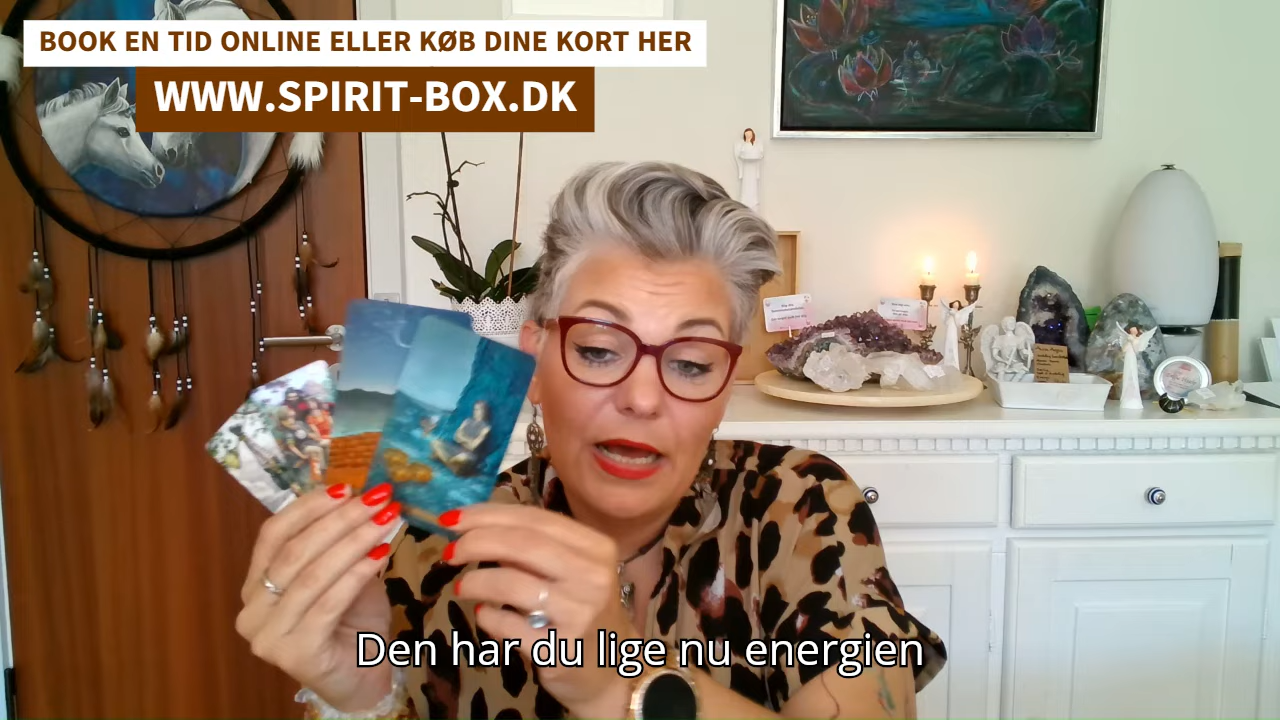 BOOK EN TID ONLINE ELLER KØB DINE KORT HER
WWW.SPIRIT-BOX.DK
Den har du lige nu energien